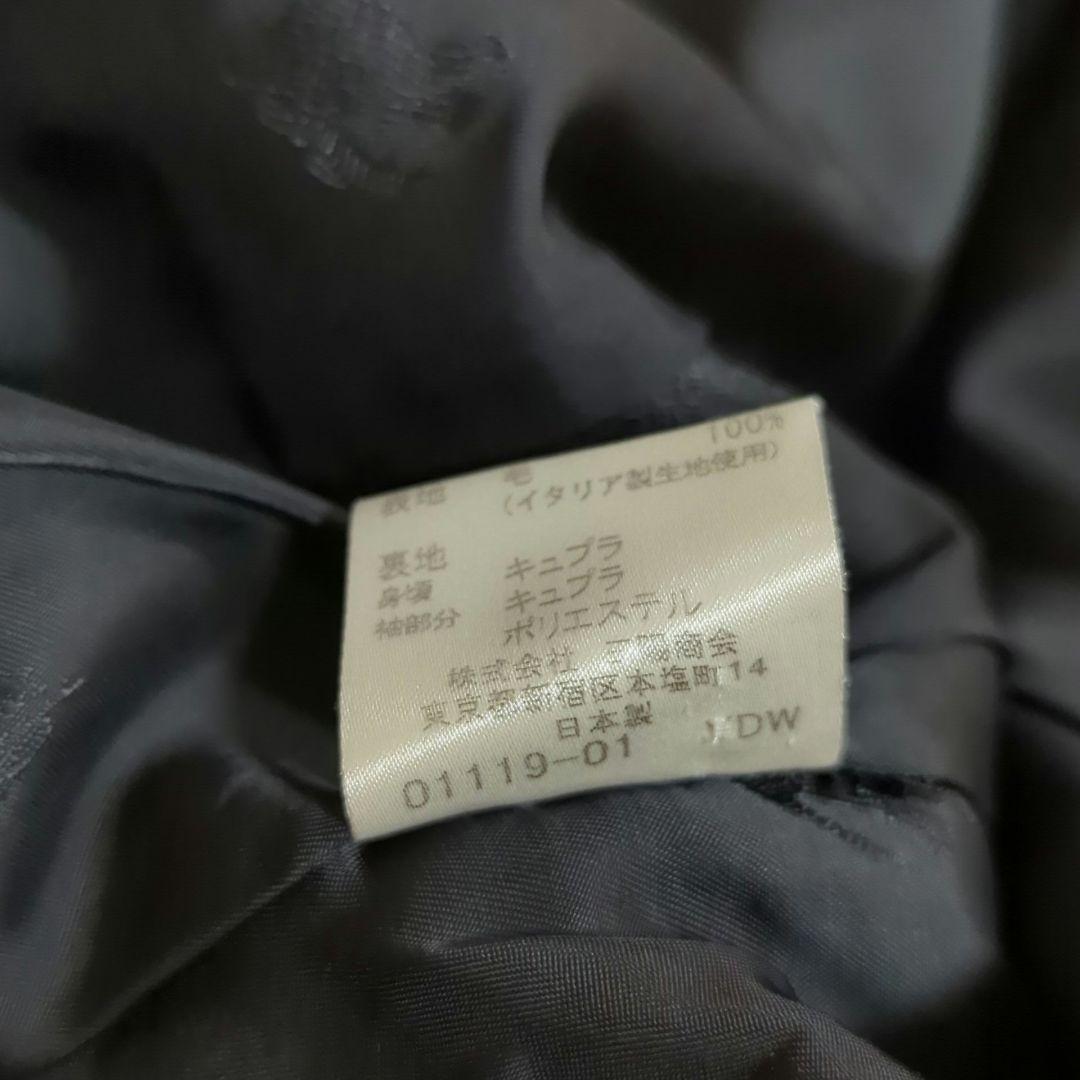 表地 毛 100%
(イタリア製生地使用)
裏地 キュプラ
身頃 キュプラ
袖部分 ポリエステル
株式会社 三陽商会
東京都新宿区本塩町14
日本製
01119-01 YDW